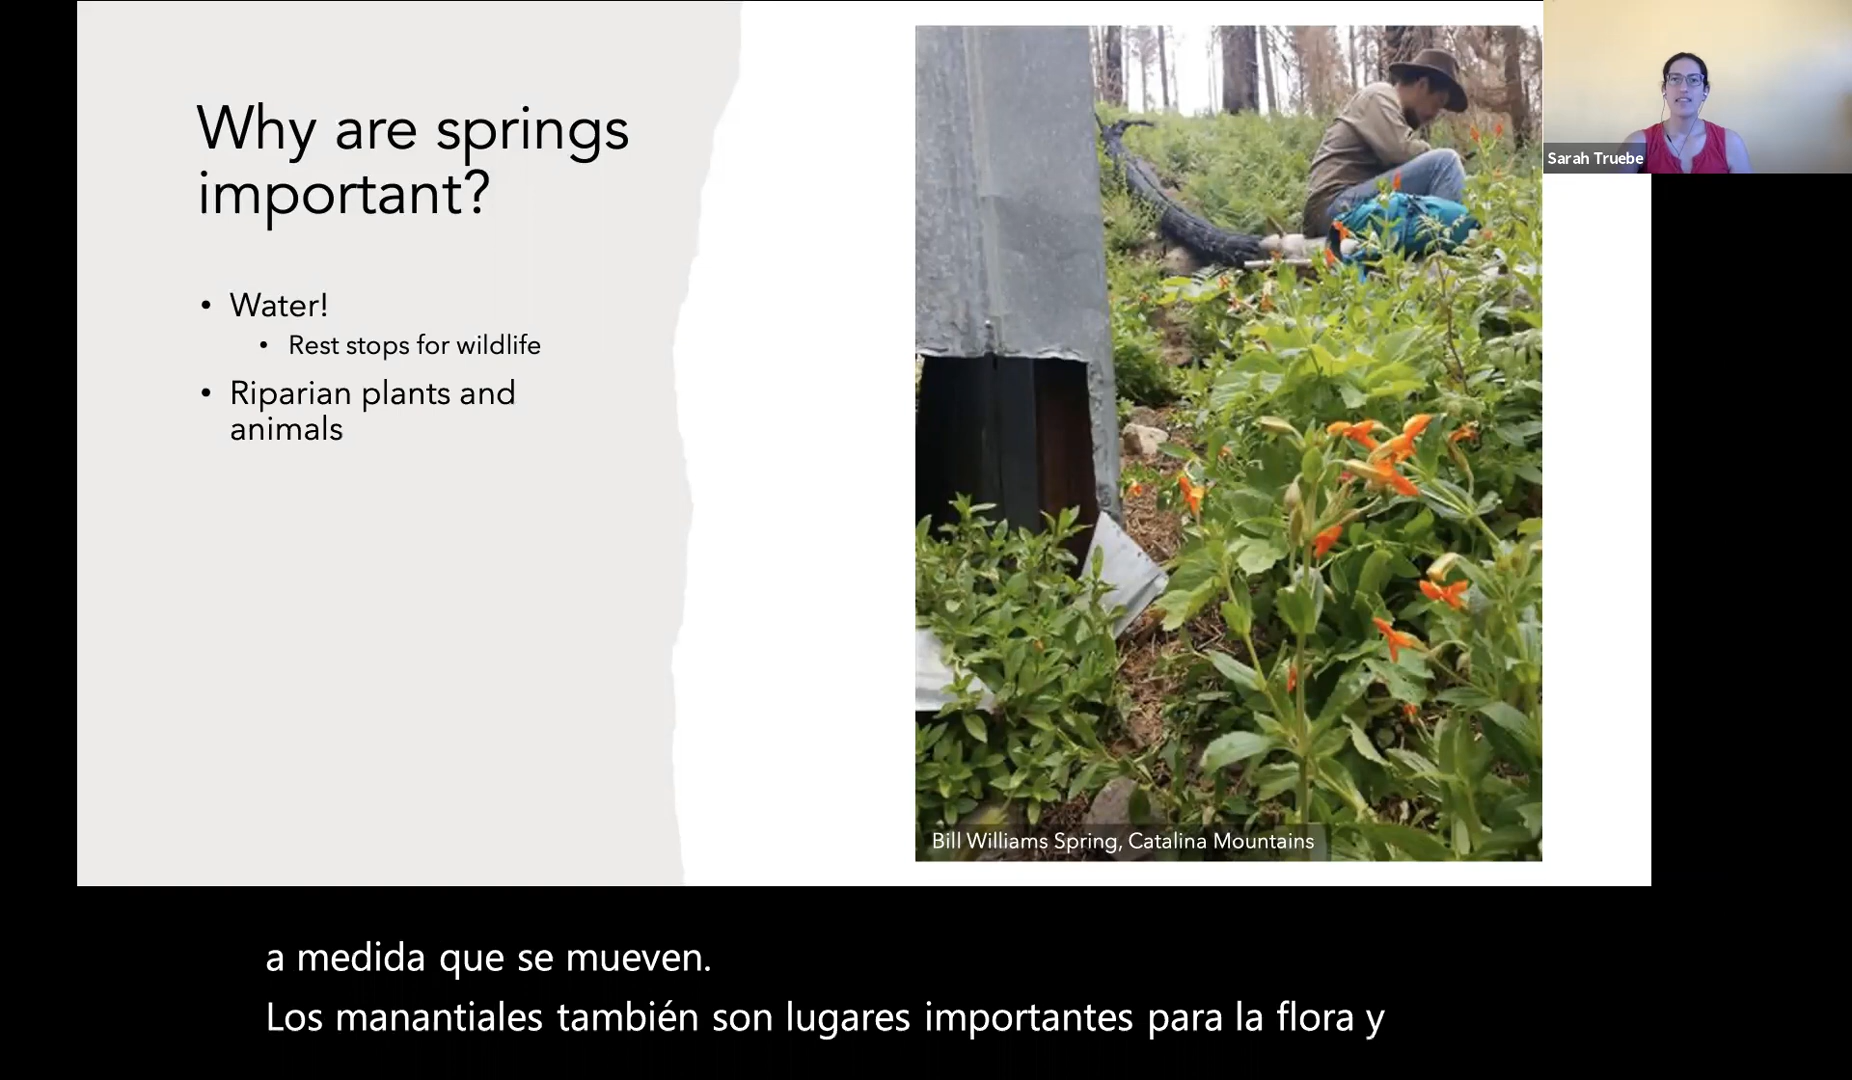 Why are springs
important?
• Water!
• Rest stops for wildlife
• Riparian plants and
animals
Sarah Truebe
Bill Williams Spring, Catalina Mountains
a medida que se mueven.
Los manantiales también son lugares importantes para la flora y